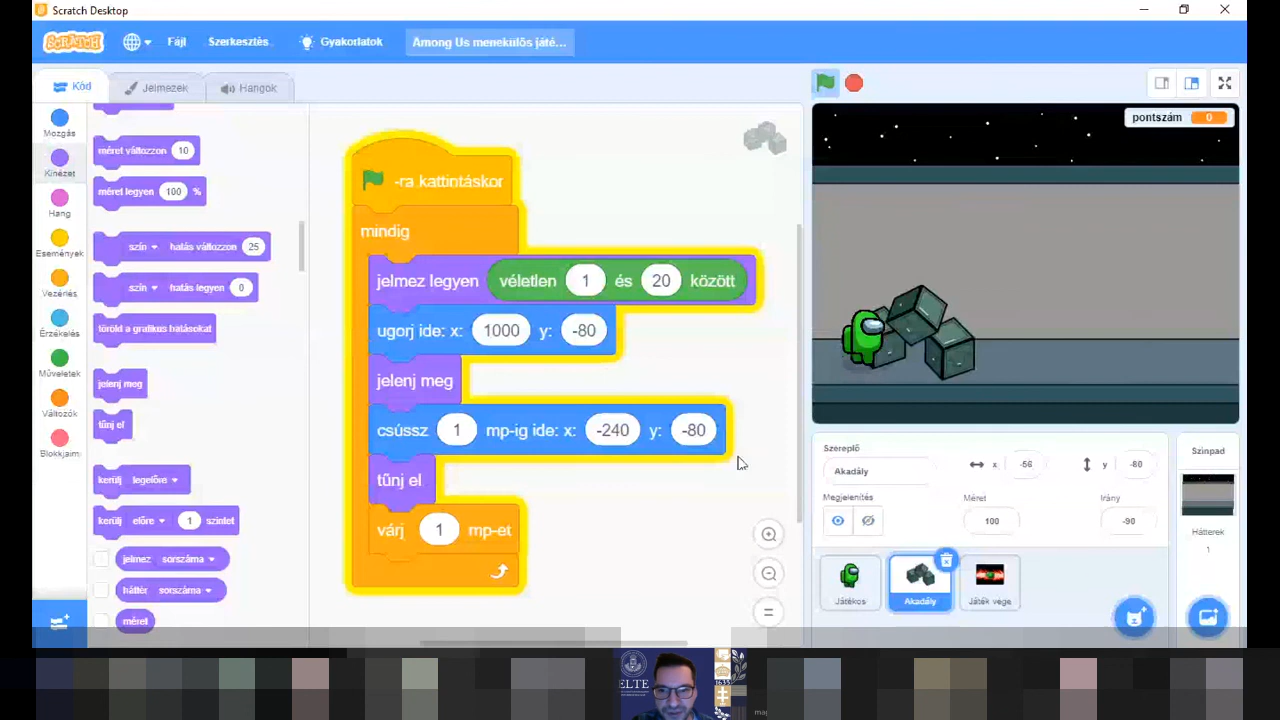 Scratch Desktop
SCRATCH Fájl Szerkesztés Gyakorlatok Among Us menekülős játé...
Kód Jelmezek Hangok
Mozgás
Kinézet
Hang
Események
Vezérlés
Érzékelés
Műveletek
Változók
Blokkjaim
méret változzon 10
méret legyen 100 %
szín hatás változzon 25
szín hatás legyen 0
töröld a grafikus hatásokat
jelenj meg
tűnj el
kerülj legelőre
kerülj előre 1 szintet
jelmez sorszáma
háttér sorszáma
méret
-ra kattintáskor
mindig
jelmez legyen véletlen 1 és 20 között
ugorj ide: x: 1000 y: -80
jelenj meg
csússz 1 mp-ig ide: x: -240 y: -80
tűnj el
várj 1 mp-et
pontszám 0
Szereplő
Akadály x -56 y -80
Megjelenítés Méret Irány
100 -90
Játékos Akadály Játék vege
Színpad
Hátterek
1
ELTE
1635